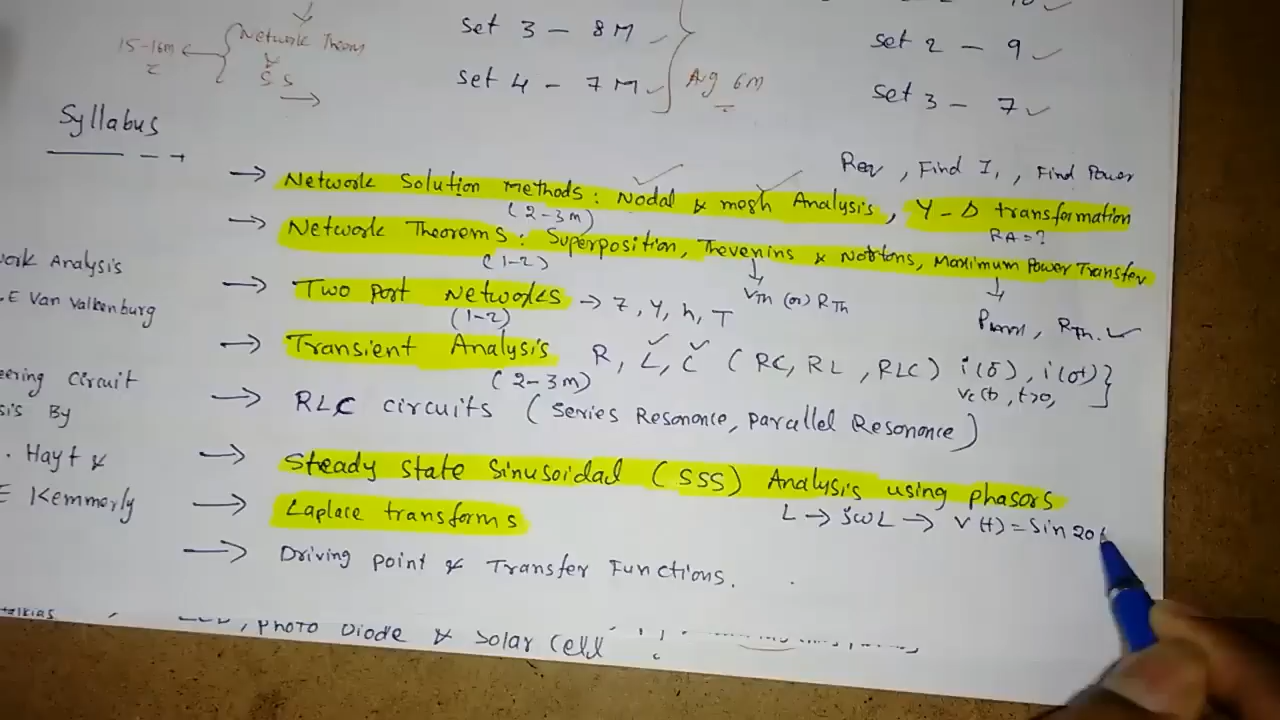 set 3 - 8M
set 2 - 9
15-16m Network Theory
S S
set 4 - 7M
Avg 6m
set 3 - 7
Syllabus
Req, Find I, , Find Power
→ Network Solution Methods: Nodal & mesh Analysis, Y-Δ transformation
(2-3m)
RA=?
→ Network Theorems: Superposition, Thevenins & Nortons, Maximum Power Transfer
(1-2)
Vth (or) RTh
Pmax, RTh.
→ Two port Networks → Z, Y, h, T
(1-2)
→ Transient Analysis R, L, C (RC, RL, RLC) i(0-), i(0+)}
(2-3m)
Vc(t), t>0,
→ RLC circuits (Series Resonance, parallel Resonance)
→ Steady state Sinusoidal (SSS) Analysis using phasors
L → jωL → V(t) = Sin 20t
→ Laplace transforms
→ Driving point & Transfer Functions.
Analysis
E Van Valkenburg
Circuit
By
. Hayt &
E Kemmerly
, Photo Diode & Solar Cell